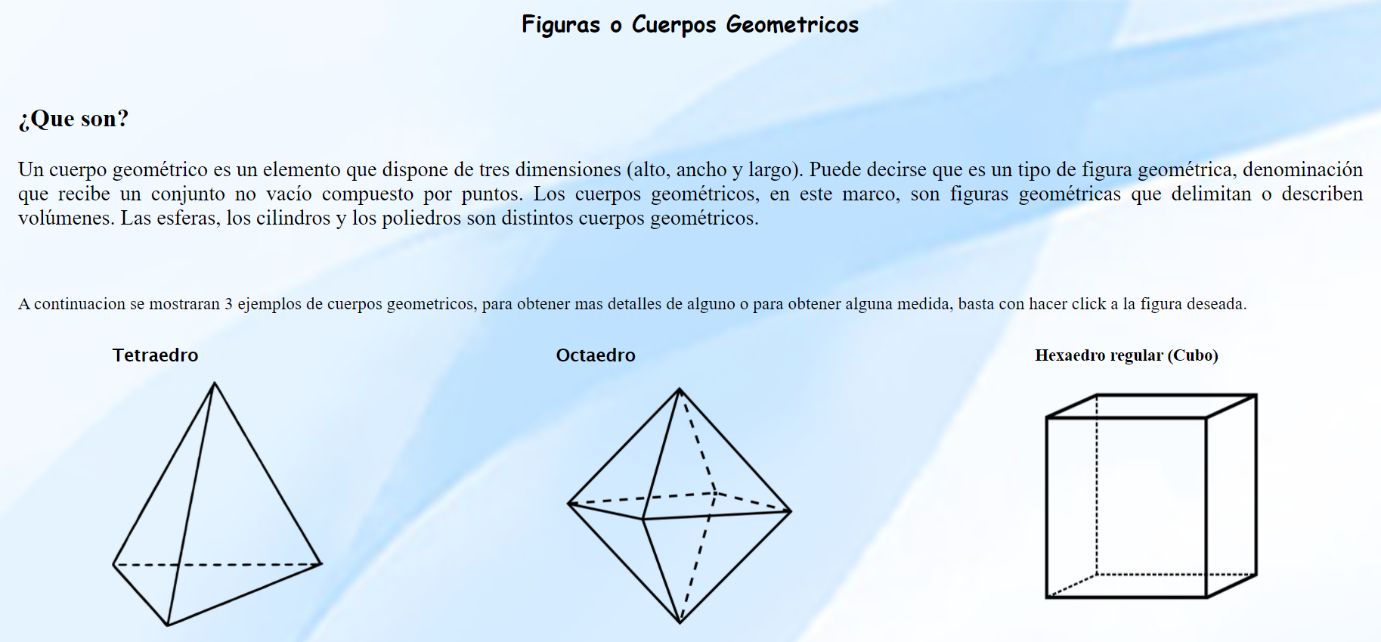 Figuras o Cuerpos Geometricos
¿Que son?
Un cuerpo geométrico es un elemento que dispone de tres dimensiones (alto, ancho y largo). Puede decirse que es un tipo de figura geométrica, denominación
que recibe un conjunto no vacío compuesto por puntos. Los cuerpos geométricos, en este marco, son figuras geométricas que delimitan o describen
volúmenes. Las esferas, los cilindros y los poliedros son distintos cuerpos geométricos.
A continuacion se mostraran 3 ejemplos de cuerpos geometricos, para obtener mas detalles de alguno o para obtener alguna medida, basta con hacer click a la figura deseada.
Tetraedro
Octaedro
Hexaedro regular (Cubo)